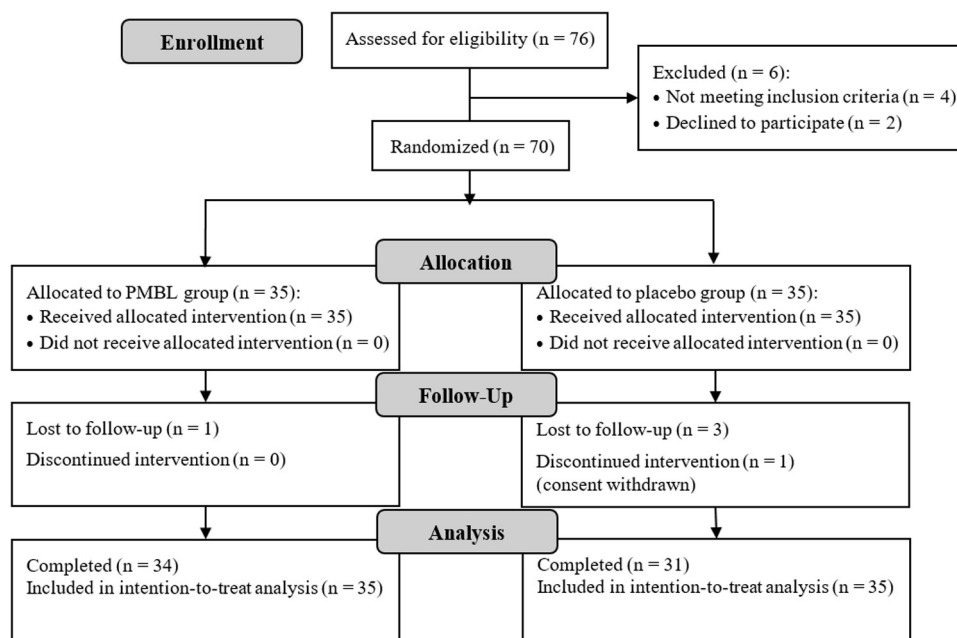 Enrollment
Assessed for eligibility (n = 76)
Excluded (n = 6):
• Not meeting inclusion criteria (n = 4)
• Declined to participate (n = 2)
Randomized (n = 70)
Allocation
Allocated to PMBL group (n = 35):
• Received allocated intervention (n = 35)
• Did not receive allocated intervention (n = 0)
Allocated to placebo group (n = 35):
• Received allocated intervention (n = 35)
• Did not receive allocated intervention (n = 0)
Follow-Up
Lost to follow-up (n = 1)
Discontinued intervention (n = 0)
Lost to follow-up (n = 3)
Discontinued intervention (n = 1)
(consent withdrawn)
Analysis
Completed (n = 34)
Included in intention-to-treat analysis (n = 35)
Completed (n = 31)
Included in intention-to-treat analysis (n = 35)